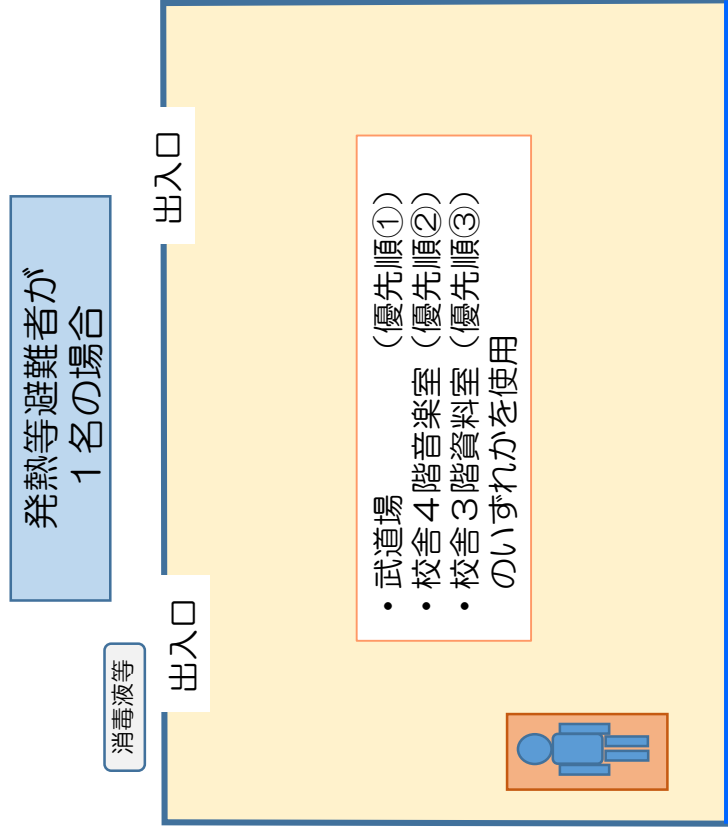 発熱等避難者が
１名の場合
消毒液等
出入口
出入口
・武道場　　　　（優先順①）
・校舎４階音楽室（優先順②）
・校舎３階資料室（優先順③）
のいずれかを使用